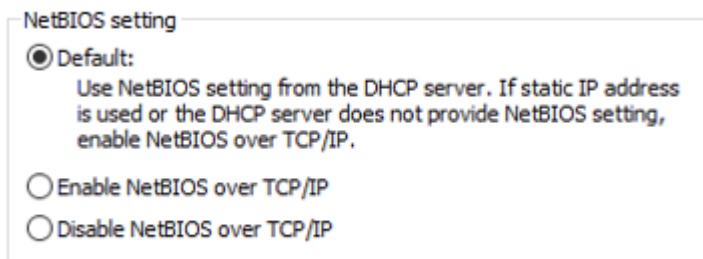 NetBIOS setting
Default:
Use NetBIOS setting from the DHCP server. If static IP address
is used or the DHCP server does not provide NetBIOS setting,
enable NetBIOS over TCP/IP.
Enable NetBIOS over TCP/IP
Disable NetBIOS over TCP/IP